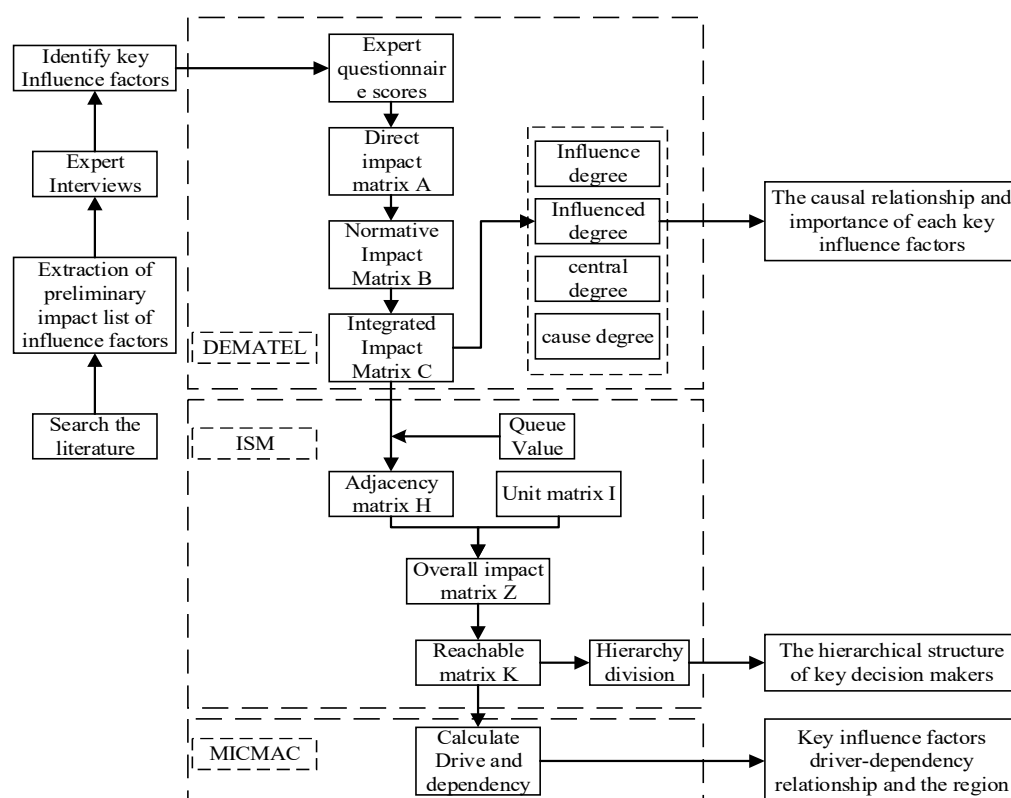 Identify key
Influence factors
Expert
Interviews
Extraction of
preliminary
impact list of
influence factors
Search the
literature
Expert
questionnair
e scores
Direct
impact
matrix A
Normative
Impact
Matrix B
Integrated
Impact
Matrix C
DEMATEL
Influence
degree
Influenced
degree
central
degree
cause degree
The causal relationship and
importance of each key
influence factors
ISM
Queue
Value
Adjacency
matrix H
Unit matrix I
Overall impact
matrix Z
Reachable
matrix K
Hierarchy
division
The hierarchical structure
of key decision makers
MICMAC
Calculate
Drive and
dependency
Key influence factors
driver-dependency
relationship and the region